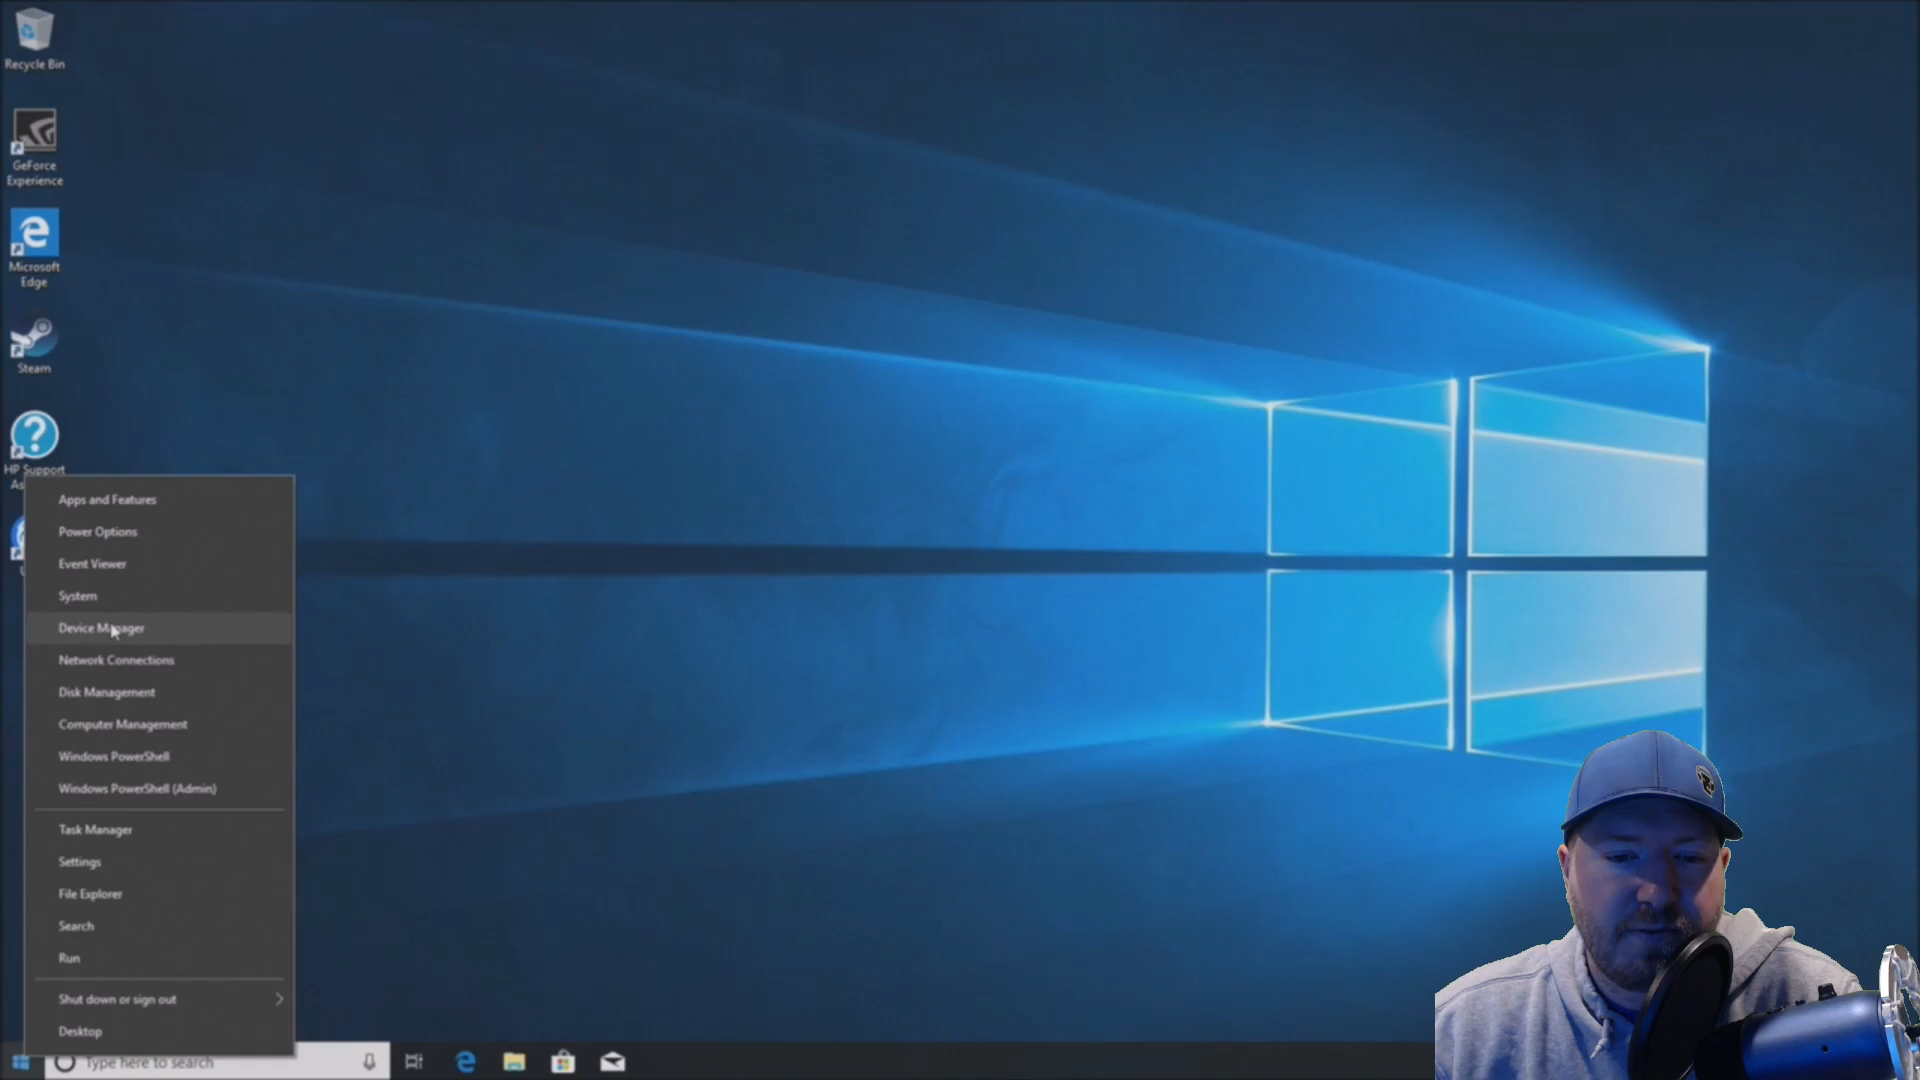 Recycle Bin
GeForce
Experience
Microsoft
Edge
Steam
HP Support
Apps and Features
Power Options
Event Viewer
System
Device Manager
Network Connections
Disk Management
Computer Management
Windows PowerShell
Windows PowerShell (Admin)
Task Manager
Settings
File Explorer
Search
Run
Shut down or sign out
Desktop
Type here to search